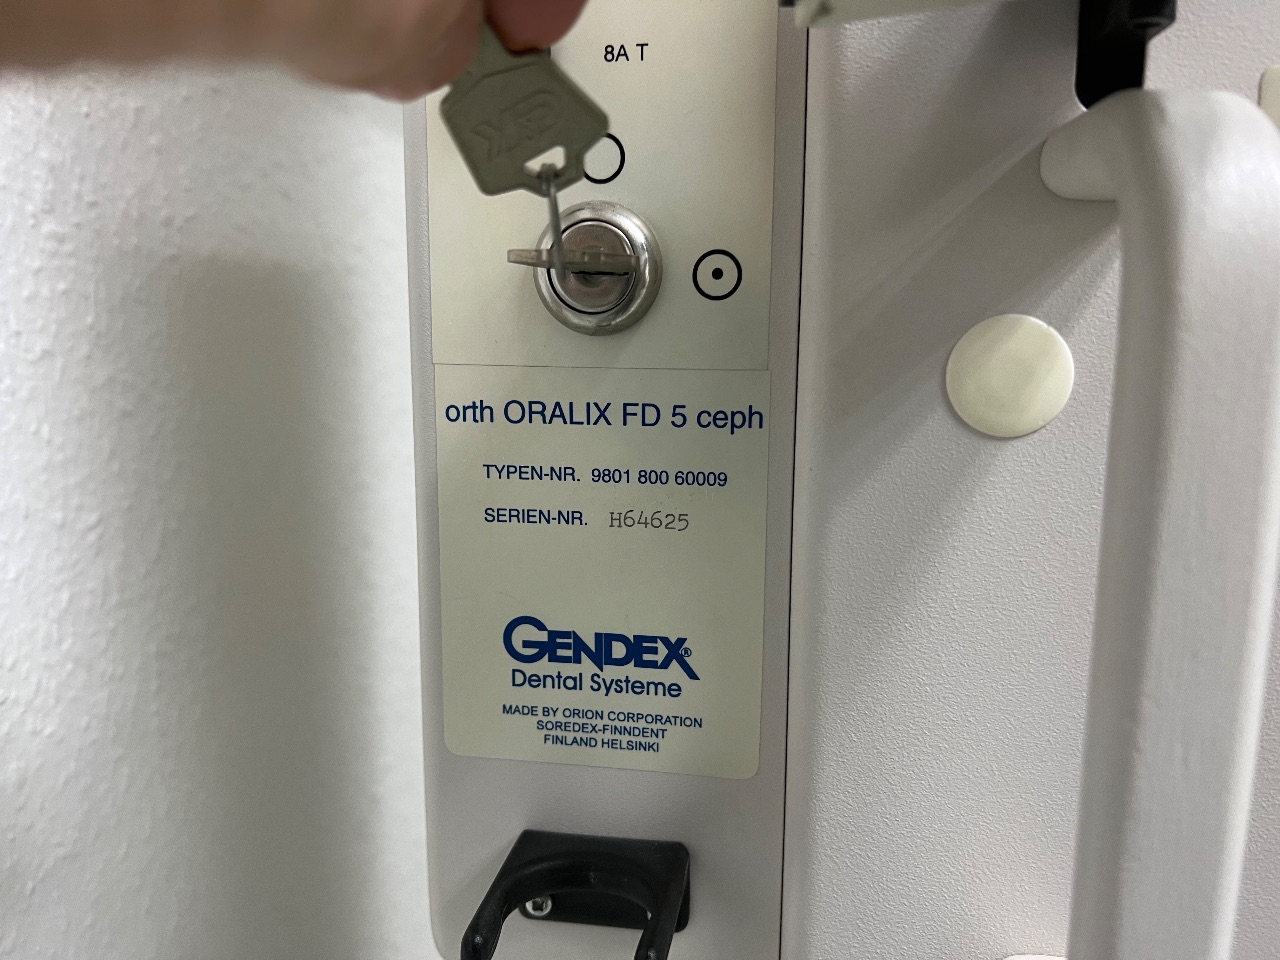 8A T
orth ORALIX FD 5 ceph
TYPEN-NR. 9801 800 60009
SERIEN-NR. H64625
GENDEX®
Dental Systeme
MADE BY ORION CORPORATION
SOREDEX-FINNDENT
FINLAND HELSINKI